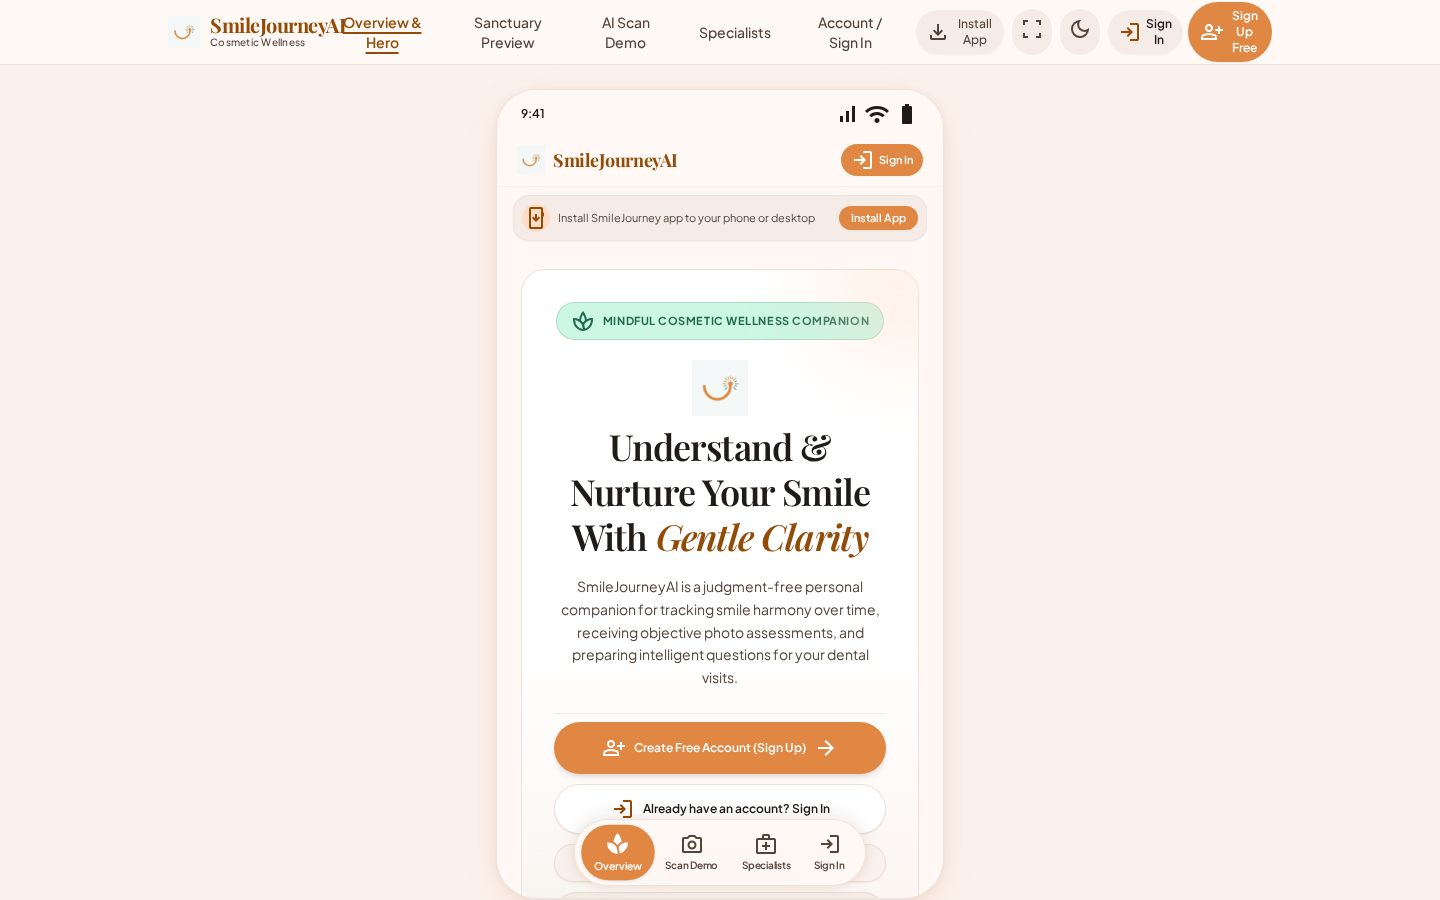 SmileJourneyAI
Cosmetic Wellness
Overview &
Hero
Sanctuary
Preview
AI Scan
Demo
Specialists
Account /
Sign In
Install
App
Sign
In
Sign
Up
Free
9:41
SmileJourneyAI
Sign In
Install SmileJourney app to your phone or desktop
Install App
MINDFUL COSMETIC WELLNESS COMPANION
Understand &
Nurture Your Smile
With Gentle Clarity
SmileJourneyAI is a judgment-free personal
companion for tracking smile harmony over time,
receiving objective photo assessments, and
preparing intelligent questions for your dental
visits.
Create Free Account (Sign Up)
Already have an account? Sign In
Overview
Scan Demo
Specialists
Sign In